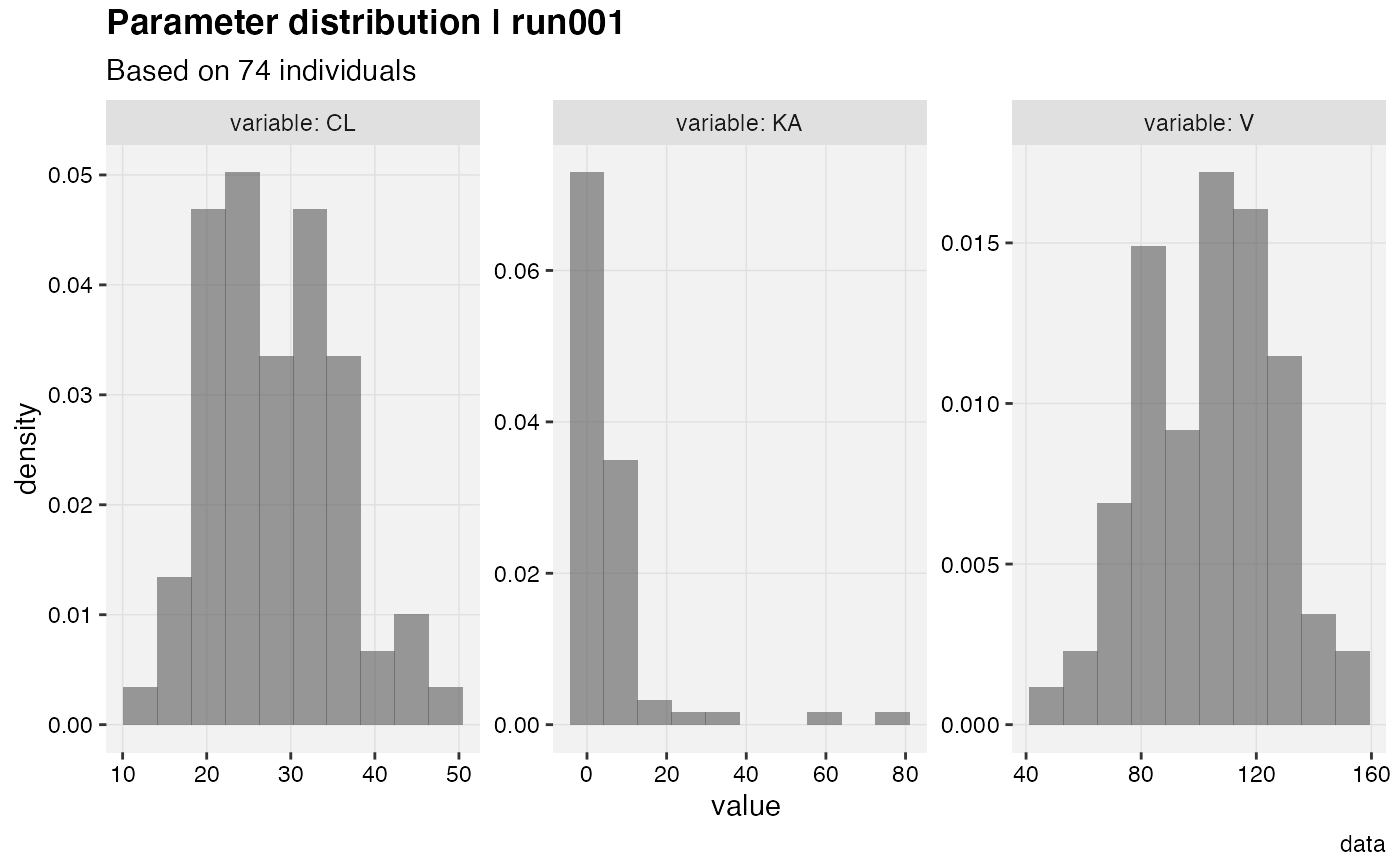 Parameter distribution | run001
Based on 74 individuals
variable: CL
variable: KA
variable: V
density
0.05
0.04
0.03
0.02
0.01
0.00
0.06
0.04
0.02
0.00
0.015
0.010
0.005
0.000
10 20 30 40 50
0 20 40 60 80
40 80 120 160
value
data